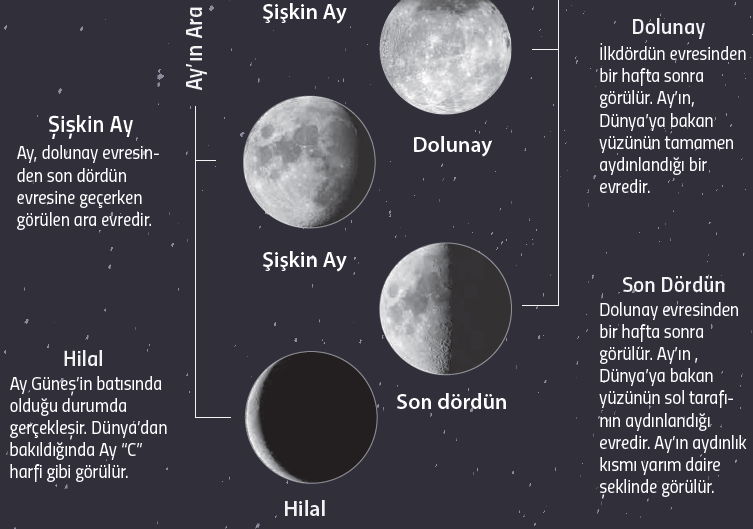 Ay'ın Ara
Şişkin Ay
Dolunay
İlkdördün evresinden
bir hafta sonra
görülür. Ay'ın,
Dünya'ya bakan
yüzünün tamamen
aydınlandığı bir
evredir.
Dolunay
Şişkin Ay
Ay, dolunay evresin-
den son dördün
evresine geçerken
görülen ara evredir.
Şişkin Ay
Son Dördün
Dolunay evresinden
bir hafta sonra
görülür. Ay'ın ,
Dünya'ya bakan
yüzünün sol tarafı-
nın aydınlandığı
evredir. Ay'ın aydınlık
kısmı yarım daire
şeklinde görülür.
Son dördün
Hilal
Ay Güneş'in batısında
olduğu durumda
gerçekleşir. Dünya'dan
bakıldığında Ay "C"
harfi gibi görülür.
Hilal